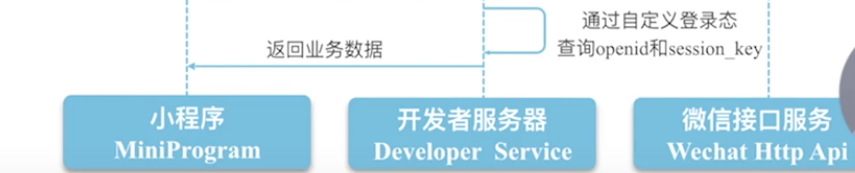 通过自定义登录态
查询openid和session_key
返回业务数据
小程序
MiniProgram
开发者服务器
Developer Service
微信接口服务
Wechat Http Api